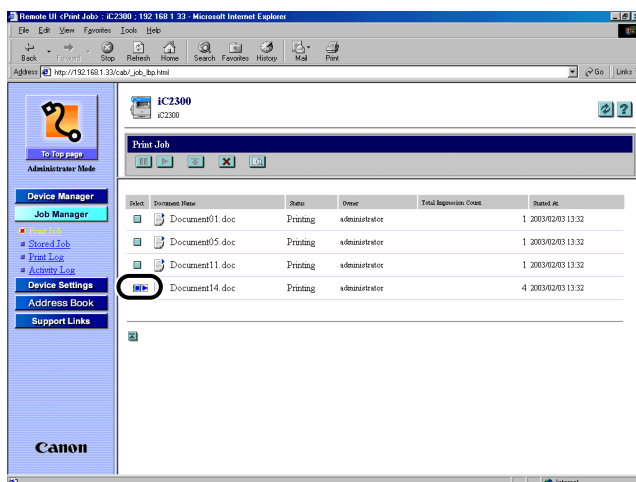 Remote UI <Print Job> : iC2300 ; 192 168 1 33 - Microsoft Internet Explorer
File Edit View Favorites Tools Help
Back Forward Stop Refresh Home Search Favorites History Mail Print
Address http://192.168.1.33/cab/_job_lbp.html Go Links
iC2300
iC2300
To Top page
Administrator Mode
Print Job
Device Manager
Job Manager
Print Job
Stored Job
Print Log
Activity Log
Device Settings
Address Book
Support Links
Select Document Name Status Owner Total Impression Count Started At
Document01.doc Printing administrator 1 2003/02/03 13:32
Document05.doc Printing administrator 1 2003/02/03 13:32
Document11.doc Printing administrator 1 2003/02/03 13:32
Document14.doc Printing administrator 4 2003/02/03 13:32
Canon
Internet